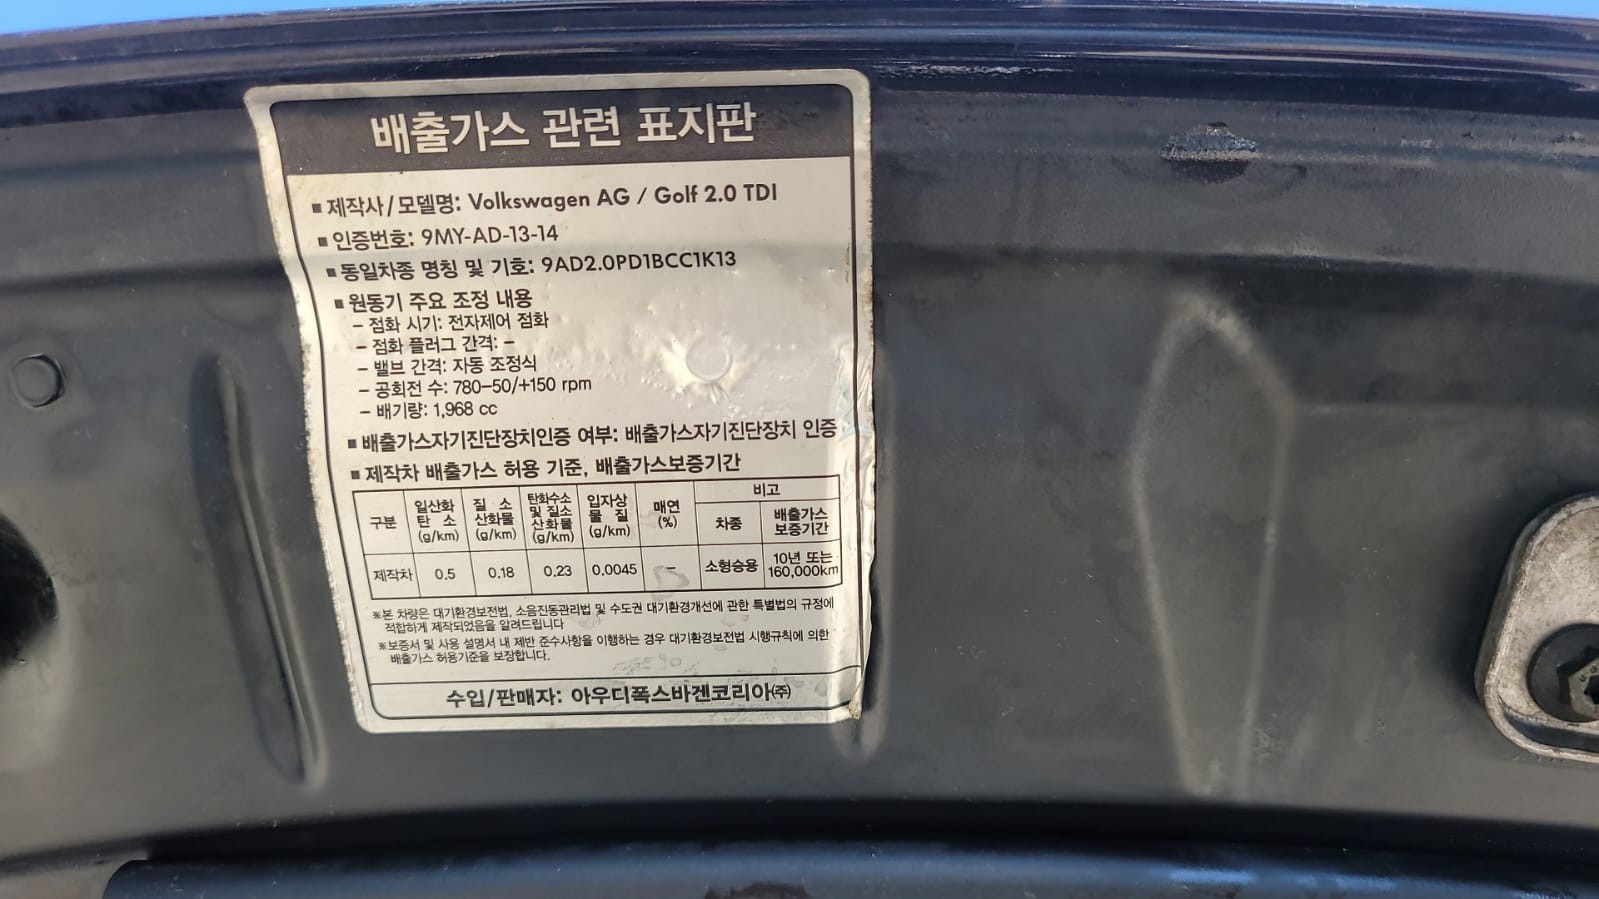 배출가스 관련 표지판
■ 제작사/모델명: Volkswagen AG / Golf 2.0 TDI
■ 인증번호: 9MY-AD-13-14
■ 동일차종 명칭 및 기호: 9AD2.0PD1BCC1K13
■ 원동기 주요 조정 내용
– 점화 시기: 전자제어 점화
– 점화 플러그 간격: –
– 밸브 간격: 자동 조정식
– 공회전 수: 780–50/+150 rpm
– 배기량: 1,968 cc
■ 배출가스자기진단장치인증 여부: 배출가스자기진단장치 인증
■ 제작차 배출가스 허용 기준, 배출가스보증기간
구분 일산화 탄 소 (g/km) 질 소 산화물 (g/km) 탄화수소 및 질소 산화물 (g/km) 입자상 물 질 (g/km) 매연 (%) 비고
차종 배출가스 보증기간
제작차 0.5 0.18 0.23 0.0045 – 소형승용 10년 또는 160,000km
※본 차량은 대기환경보전법, 소음진동관리법 및 수도권 대기환경개선에 관한 특별법의 규정에
적합하게 제작되었음을 알려드립니다
※보증서 및 사용 설명서 내 제반 준수사항을 이행하는 경우 대기환경보전법 시행규칙에 의한
배출가스 허용기준을 보장합니다.
수입/판매자: 아우디폭스바겐코리아㈜